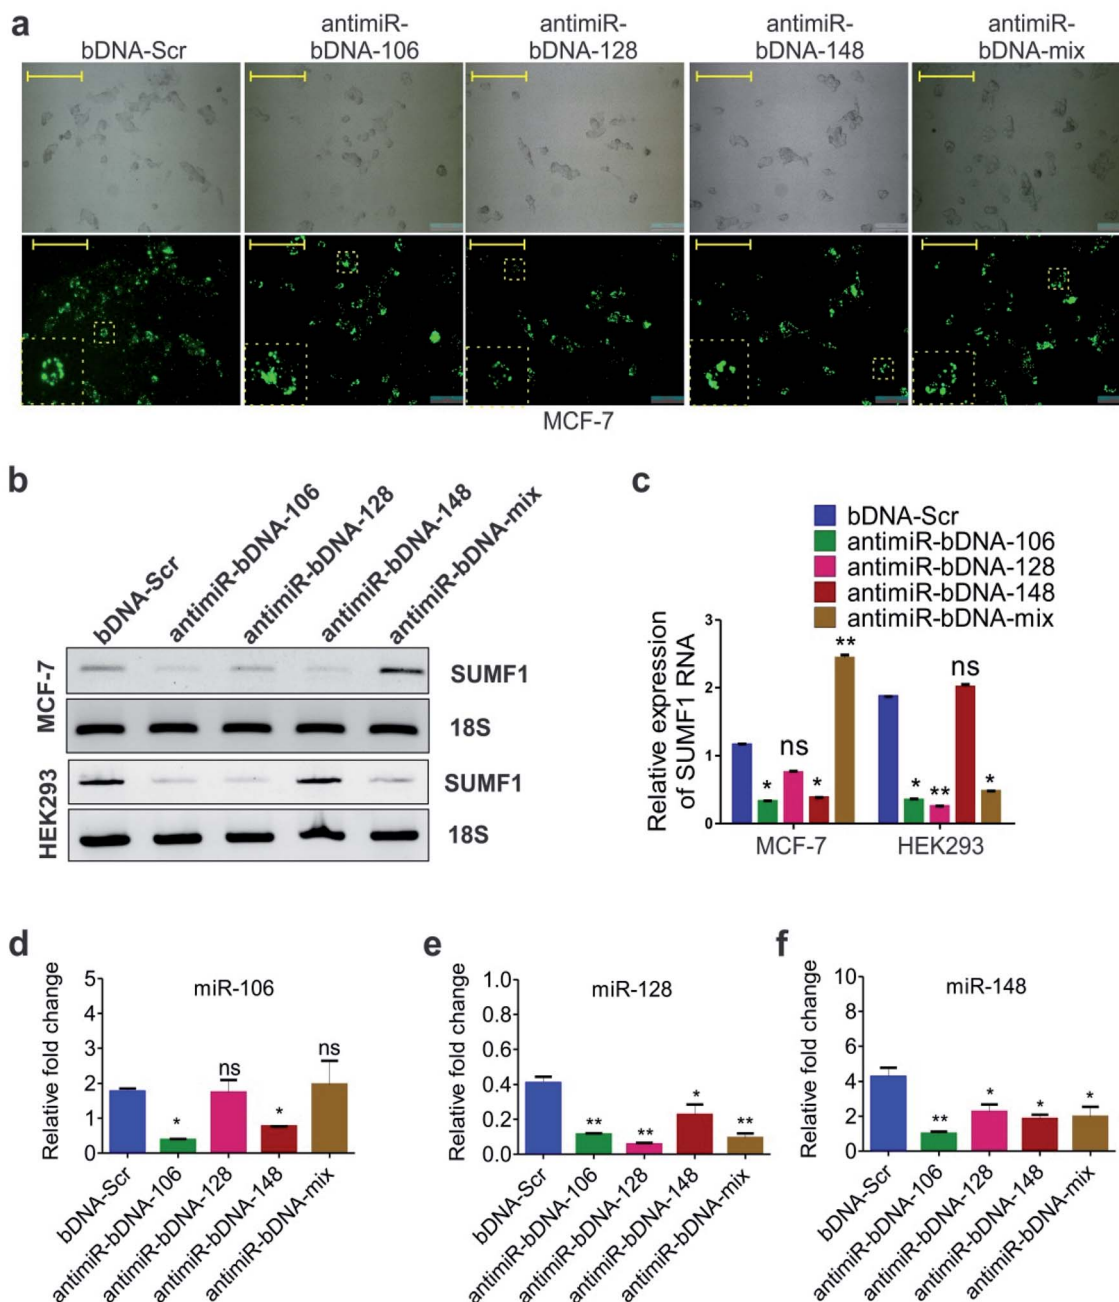 a
bDNA-Scr
antimiR-
bDNA-106
antimiR-
bDNA-128
antimiR-
bDNA-148
antimiR-
bDNA-mix
MCF-7
b
bDNA-Scr
antimiR-bDNA-106
antimiR-bDNA-128
antimiR-bDNA-148
antimiR-bDNA-mix
MCF-7
SUMF1
18S
HEK293
SUMF1
18S
c
bDNA-Scr
antimiR-bDNA-106
antimiR-bDNA-128
antimiR-bDNA-148
antimiR-bDNA-mix
Relative expression
of SUMF1 RNA
3
2
1
0
*
ns
*
**
*
**
ns
*
MCF-7
HEK293
d
miR-106
Relative fold change
5
4
3
2
1
0
*
ns
*
ns
bDNA-Scr
antimiR-bDNA-106
antimiR-bDNA-128
antimiR-bDNA-148
antimiR-bDNA-mix
e
miR-128
Relative fold change
1.0
0.8
0.6
0.4
0.2
0.0
**
**
*
**
bDNA-Scr
antimiR-bDNA-106
antimiR-bDNA-128
antimiR-bDNA-148
antimiR-bDNA-mix
f
miR-148
Relative fold change
10
8
6
4
2
0
**
*
*
*
bDNA-Scr
antimiR-bDNA-106
antimiR-bDNA-128
antimiR-bDNA-148
antimiR-bDNA-mix